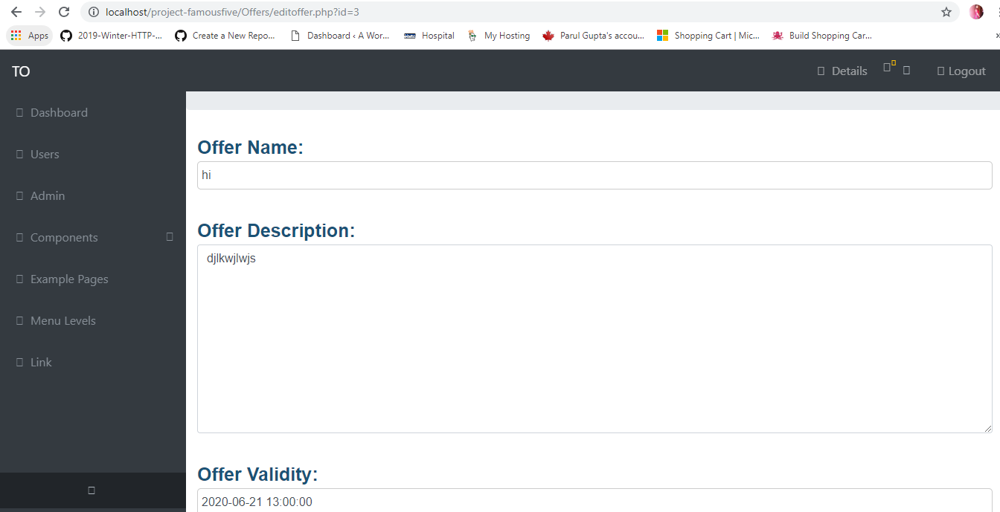 localhost/project-famousfive/Offers/editoffer.php?id=3
Apps 2019-Winter-HTTP-... Create a New Repo... Dashboard ‹ A Wor... Hospital My Hosting Parul Gupta's accou... Shopping Cart | Mic... Build Shopping Car... »
TO Details Logout
Dashboard
Users
Admin
Components
Example Pages
Menu Levels
Link
Offer Name:
hi
Offer Description:
djlkwjlwjs
Offer Validity:
2020-06-21 13:00:00